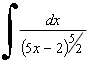 ∫ dx / (5x − 2)^{5/2}